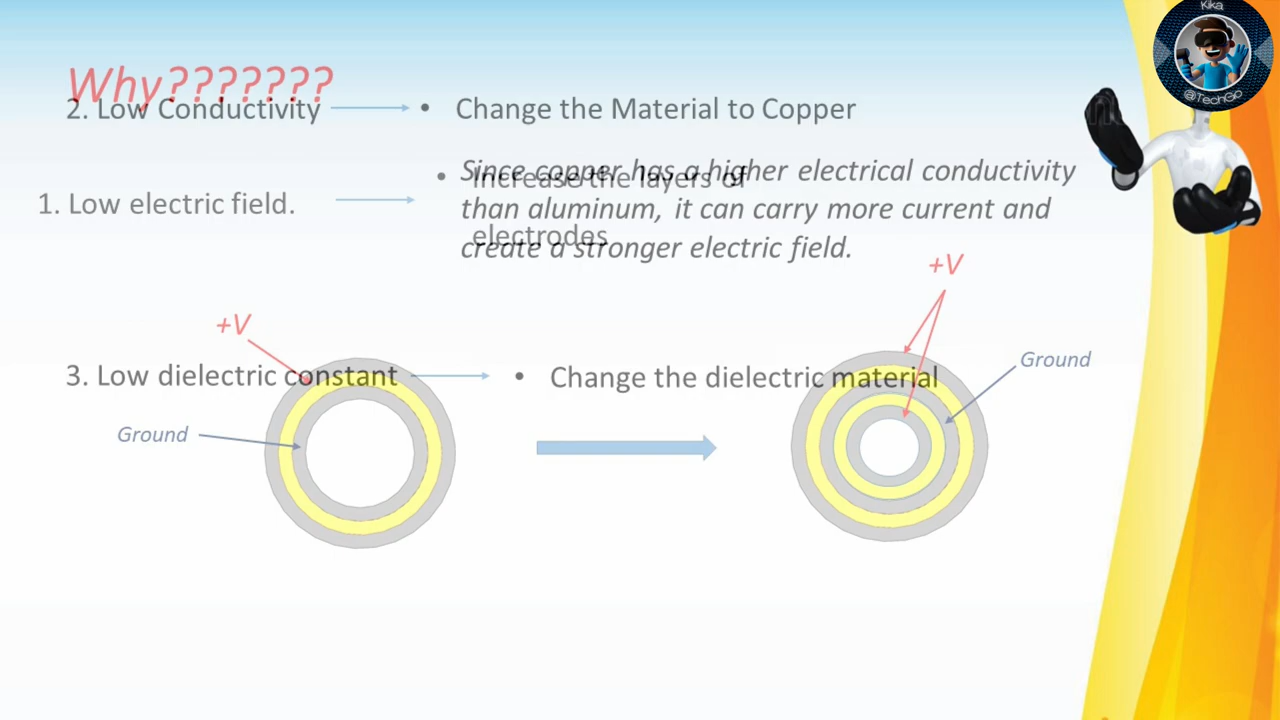 Kika
@TechGp
Why???????
2. Low Conductivity
• Change the Material to Copper
Since copper has a higher electrical conductivity
than aluminum, it can carry more current and
create a stronger electric field.
1. Low electric field.
• Increase the layers of
electrodes
+V
Ground
+V
Ground
3. Low dielectric constant
• Change the dielectric material